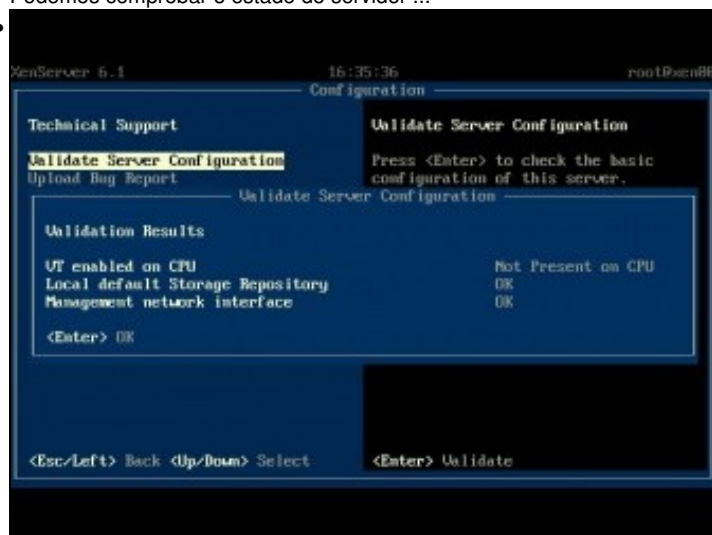 Podemos comprobar o estado do servidor ...
XenServer 6.1 16:35:36 root@xen00
Configuration
Technical Support Validate Server Configuration
Validate Server Configuration Press <Enter> to check the basic
Upload Bug Report configuration of this server.
Validate Server Configuration
Validation Results
VT enabled on CPU Not Present on CPU
Local default Storage Repository OK
Management network interface OK
<Enter> OK
<Esc/Left> Back <Up/Down> Select <Enter> Validate